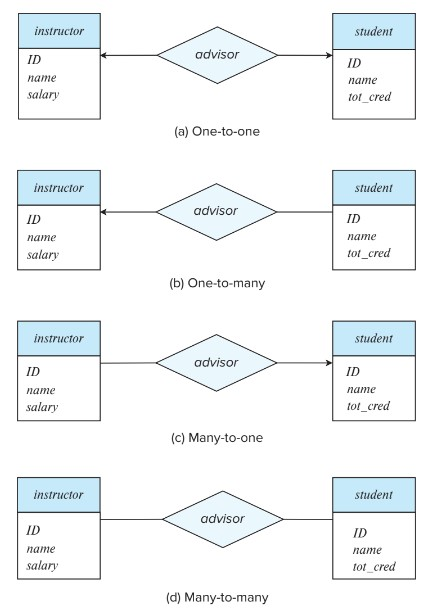 instructor
ID
name
salary
advisor
student
ID
name
tot_cred
(a) One-to-one
instructor
ID
name
salary
advisor
student
ID
name
tot_cred
(b) One-to-many
instructor
ID
name
salary
advisor
student
ID
name
tot_cred
(c) Many-to-one
instructor
ID
name
salary
advisor
student
ID
name
tot_cred
(d) Many-to-many